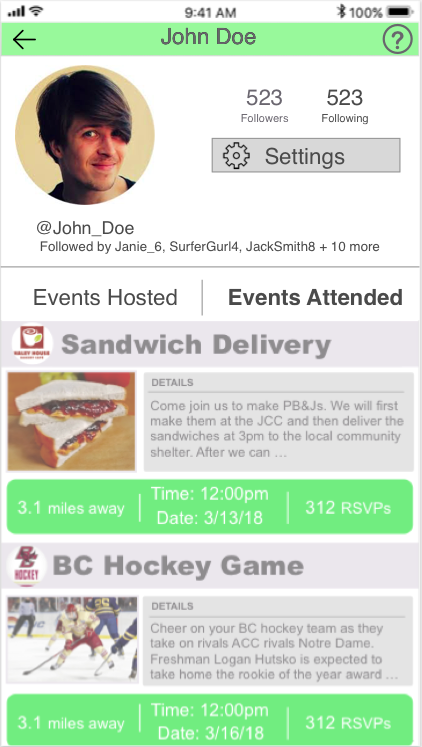 9:41 AM
100%
John Doe
?
523
523
Followers
Following
Settings
@John_Doe
Followed by Janie_6, SurferGurl4, JackSmith8 + 10 more
Events Hosted
Events Attended
HALEY HOUSE
Sandwich Delivery
DETAILS
Come join us to make PB&Js. We will first
make them at the JCC and then deliver the
sandwiches at 3pm to the local community
shelter. After we can ...
3.1 miles away
Time: 12:00pm
Date: 3/13/18
312 RSVPs
BC
HOCKEY
BC Hockey Game
DETAILS
Cheer on your BC hockey team as they
take on rivals ACC rivals Notre Dame.
Freshman Logan Hutsko is expected to
take home the rookie of the year award ...
3.1 miles away
Time: 12:00pm
Date: 3/16/18
312 RSVPs